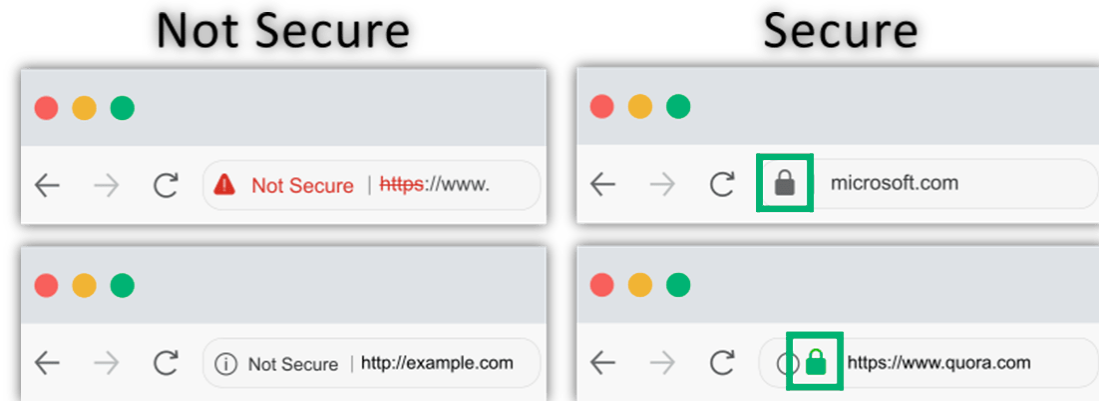 Not Secure
Secure
Not Secure | https://www.
microsoft.com
Not Secure | http://example.com
https://www.quora.com